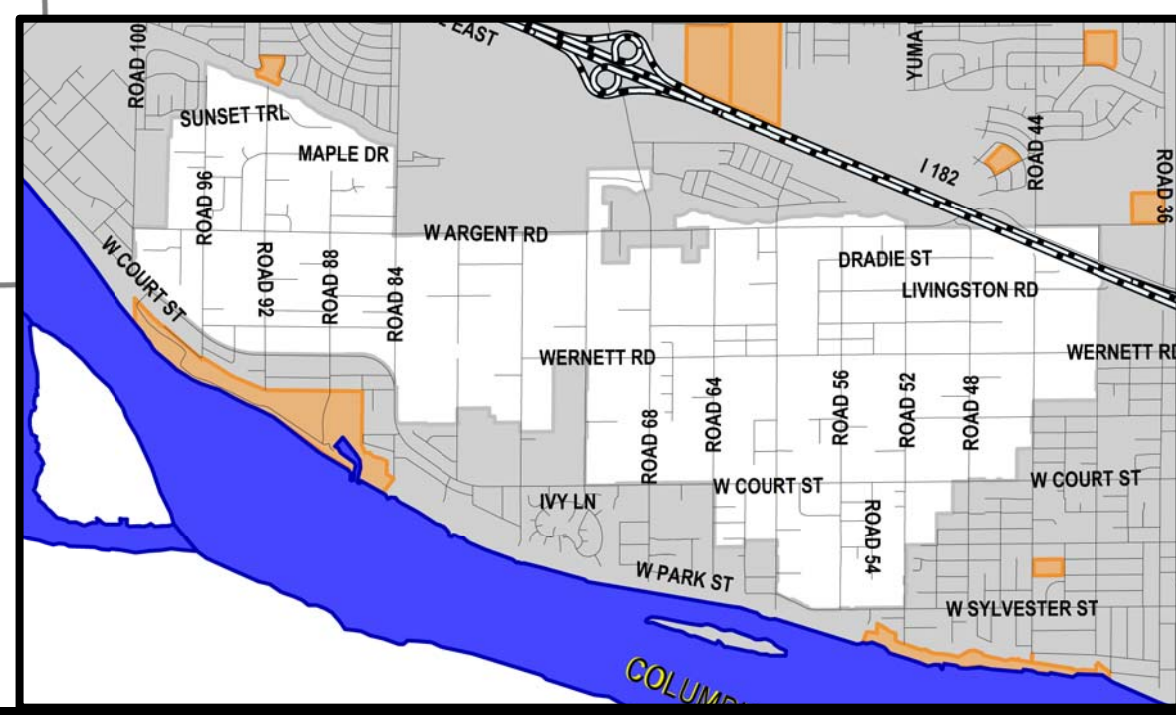 ROAD 100
EAST
YUMA
SUNSET TRL
MAPLE DR
ROAD 44
I 182
ROAD 36
ROAD 96
W ARGENT RD
W COURT ST
ROAD 92
ROAD 88
ROAD 84
DRADIE ST
LIVINGSTON RD
WERNETT RD
WERNETT RD
ROAD 68
ROAD 64
ROAD 56
ROAD 52
ROAD 48
W COURT ST
W COURT ST
IVY LN
ROAD 54
W PARK ST
W SYLVESTER ST